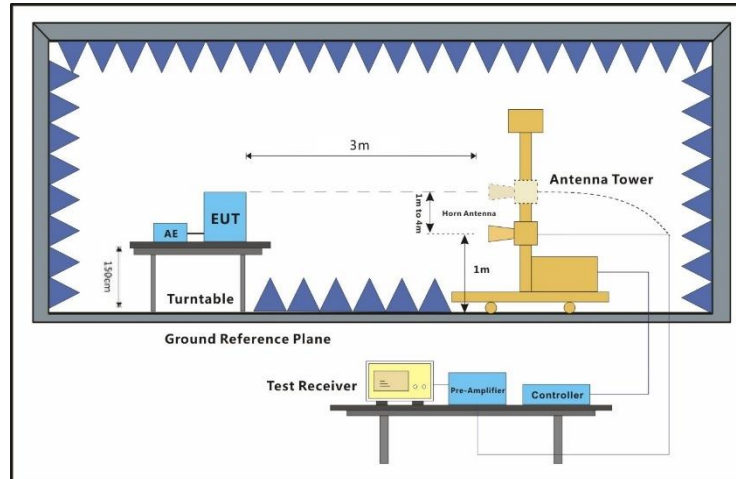 3m
Antenna Tower
1m to 4m
Horn Antenna
EUT
AE
150cm
1m
Turntable
Ground Reference Plane
Test Receiver
Pre-Amplifier
Controller